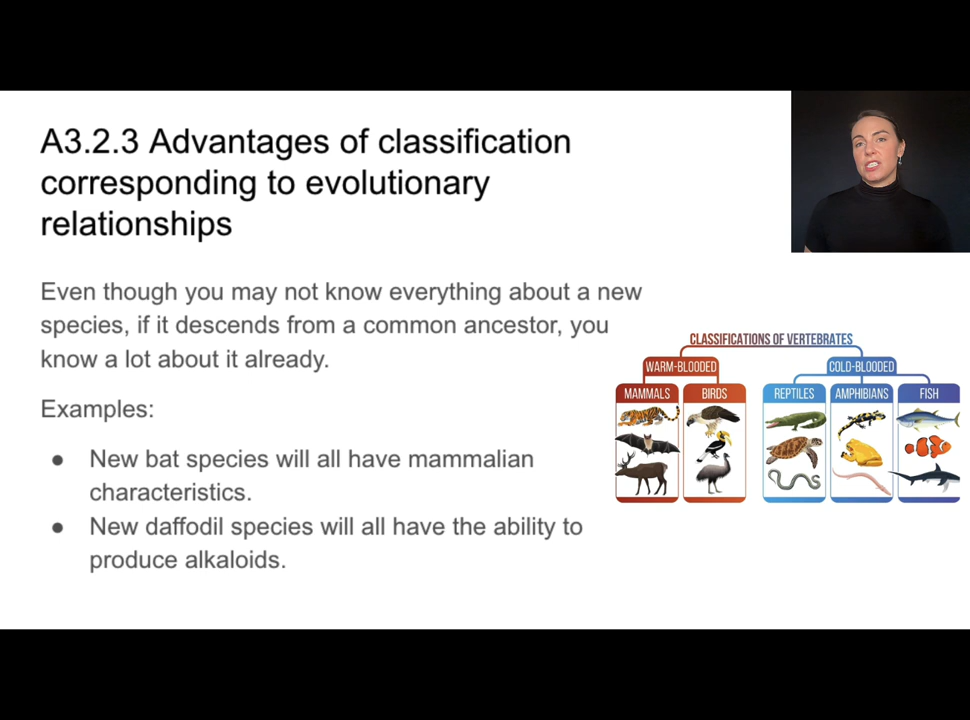 A3.2.3 Advantages of classification
corresponding to evolutionary
relationships
Even though you may not know everything about a new
species, if it descends from a common ancestor, you
know a lot about it already.
Examples:
● New bat species will all have mammalian
characteristics.
● New daffodil species will all have the ability to
produce alkaloids.
CLASSIFICATIONS OF VERTEBRATES
WARM-BLOODED
COLD-BLOODED
MAMMALS
BIRDS
REPTILES
AMPHIBIANS
FISH